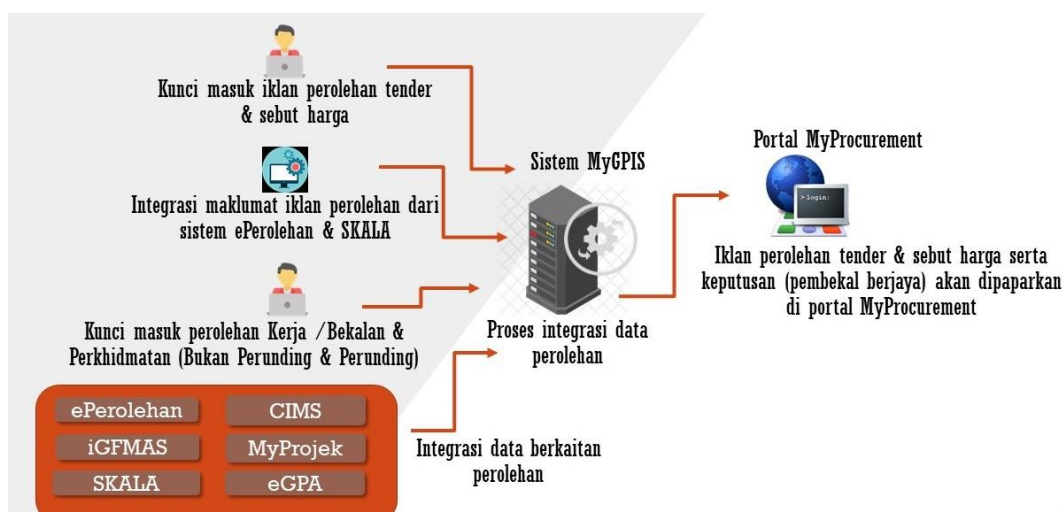 Kunci masuk iklan perolehan tender
& sebut harga
Integrasi maklumat iklan perolehan dari
sistem ePerolehan & SKALA
Kunci masuk perolehan Kerja /Bekalan &
Perkhidmatan (Bukan Perunding & Perunding)
ePerolehan
CIMS
iGFMAS
MyProjek
SKALA
eGPA
Integrasi data berkaitan
perolehan
Sistem MyGPIS
Proses integrasi data
perolehan
Portal MyProcurement
> login:
Iklan perolehan tender & sebut harga serta
keputusan (pembekal berjaya) akan dipaparkan
di portal MyProcurement